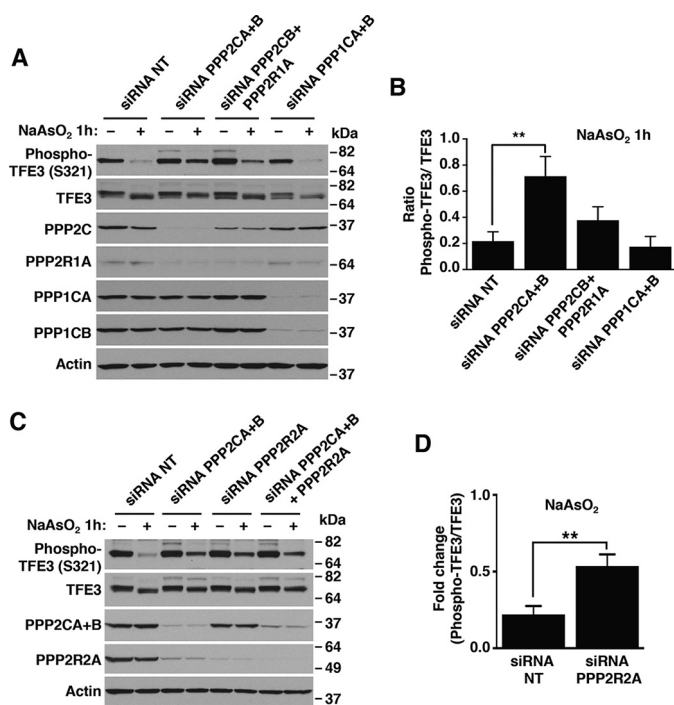 A
siRNA NT
siRNA PPP2CA+B
siRNA PPP2CB+
PPP2R1A
siRNA PPP1CA+B
NaAsO₂ 1h: – + – + – + – + kDa
Phospho-
TFE3 (S321)
–82
–64
TFE3
–82
–64
PPP2C
–37
PPP2R1A
–64
PPP1CA
–37
PPP1CB
–37
Actin
–37
B
** NaAsO₂ 1h
Ratio
Phospho-TFE3/ TFE3
1.0
0.8
0.6
0.4
0.2
0.0
siRNA NT
siRNA PPP2CA+B
siRNA PPP2CB+
PPP2R1A
siRNA PPP1CA+B
C
siRNA NT
siRNA PPP2CA+B
siRNA PPP2R2A
siRNA PPP2CA+B
+ PPP2R2A
NaAsO₂ 1h: – + – + – + – + kDa
Phospho-
TFE3 (S321)
–82
–64
TFE3
–82
–64
PPP2CA+B
–37
PPP2R2A
–64
–49
Actin
–37
D
NaAsO₂
**
Fold change
(Phospho-TFE3/TFE3)
1.0
0.5
0.0
siRNA
NT
siRNA
PPP2R2A